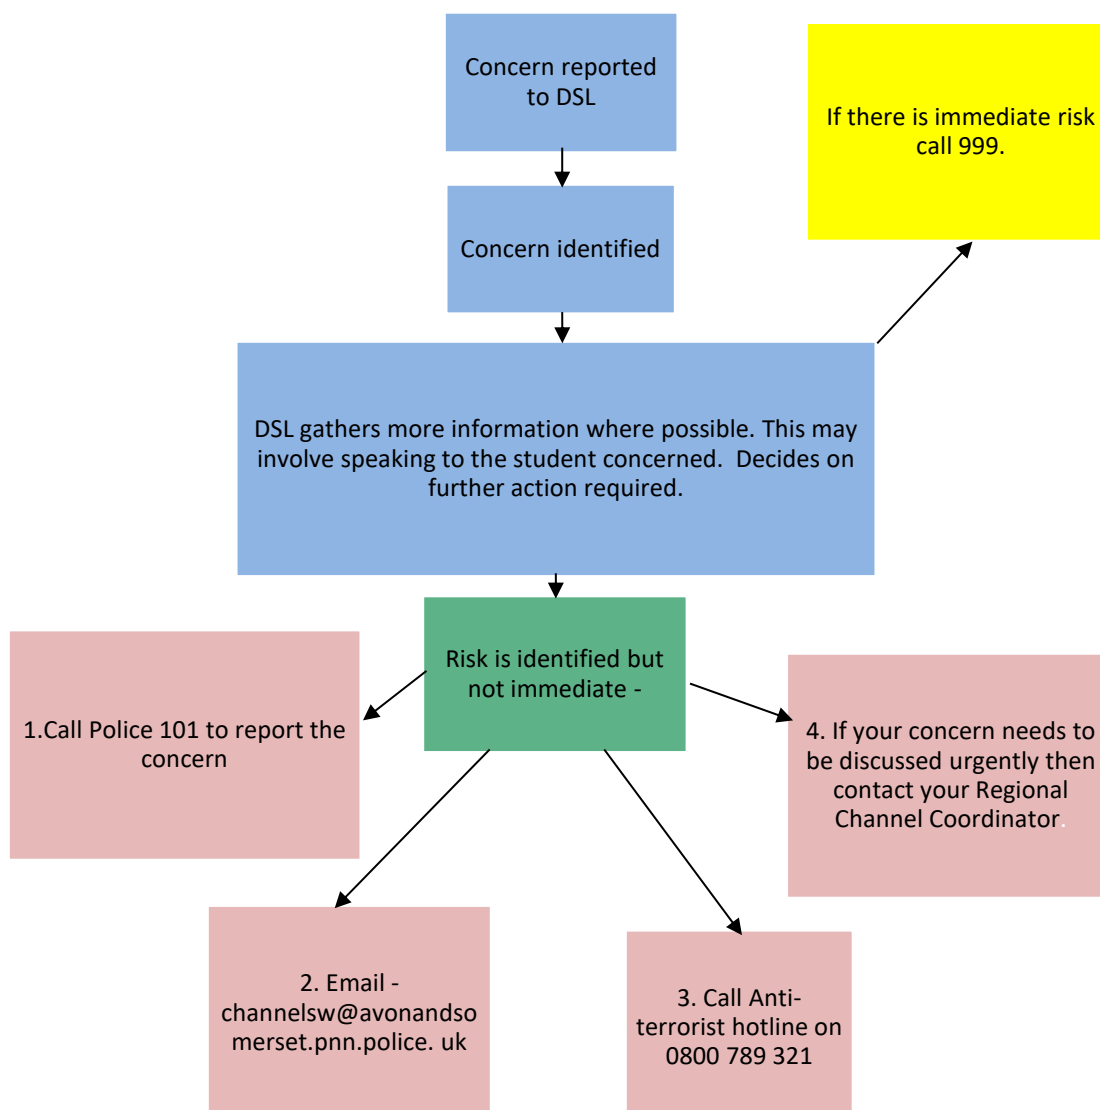 Concern reported
to DSL
If there is immediate risk
call 999.
Concern identified
DSL gathers more information where possible. This may
involve speaking to the student concerned.  Decides on
further action required.
Risk is identified but
not immediate -
1.Call Police 101 to report the
concern
4. If your concern needs to
be discussed urgently then
contact your Regional
Channel Coordinator.
2. Email -
channelsw@avonandso
merset.pnn.police. uk
3. Call Anti-
terrorist hotline on
0800 789 321